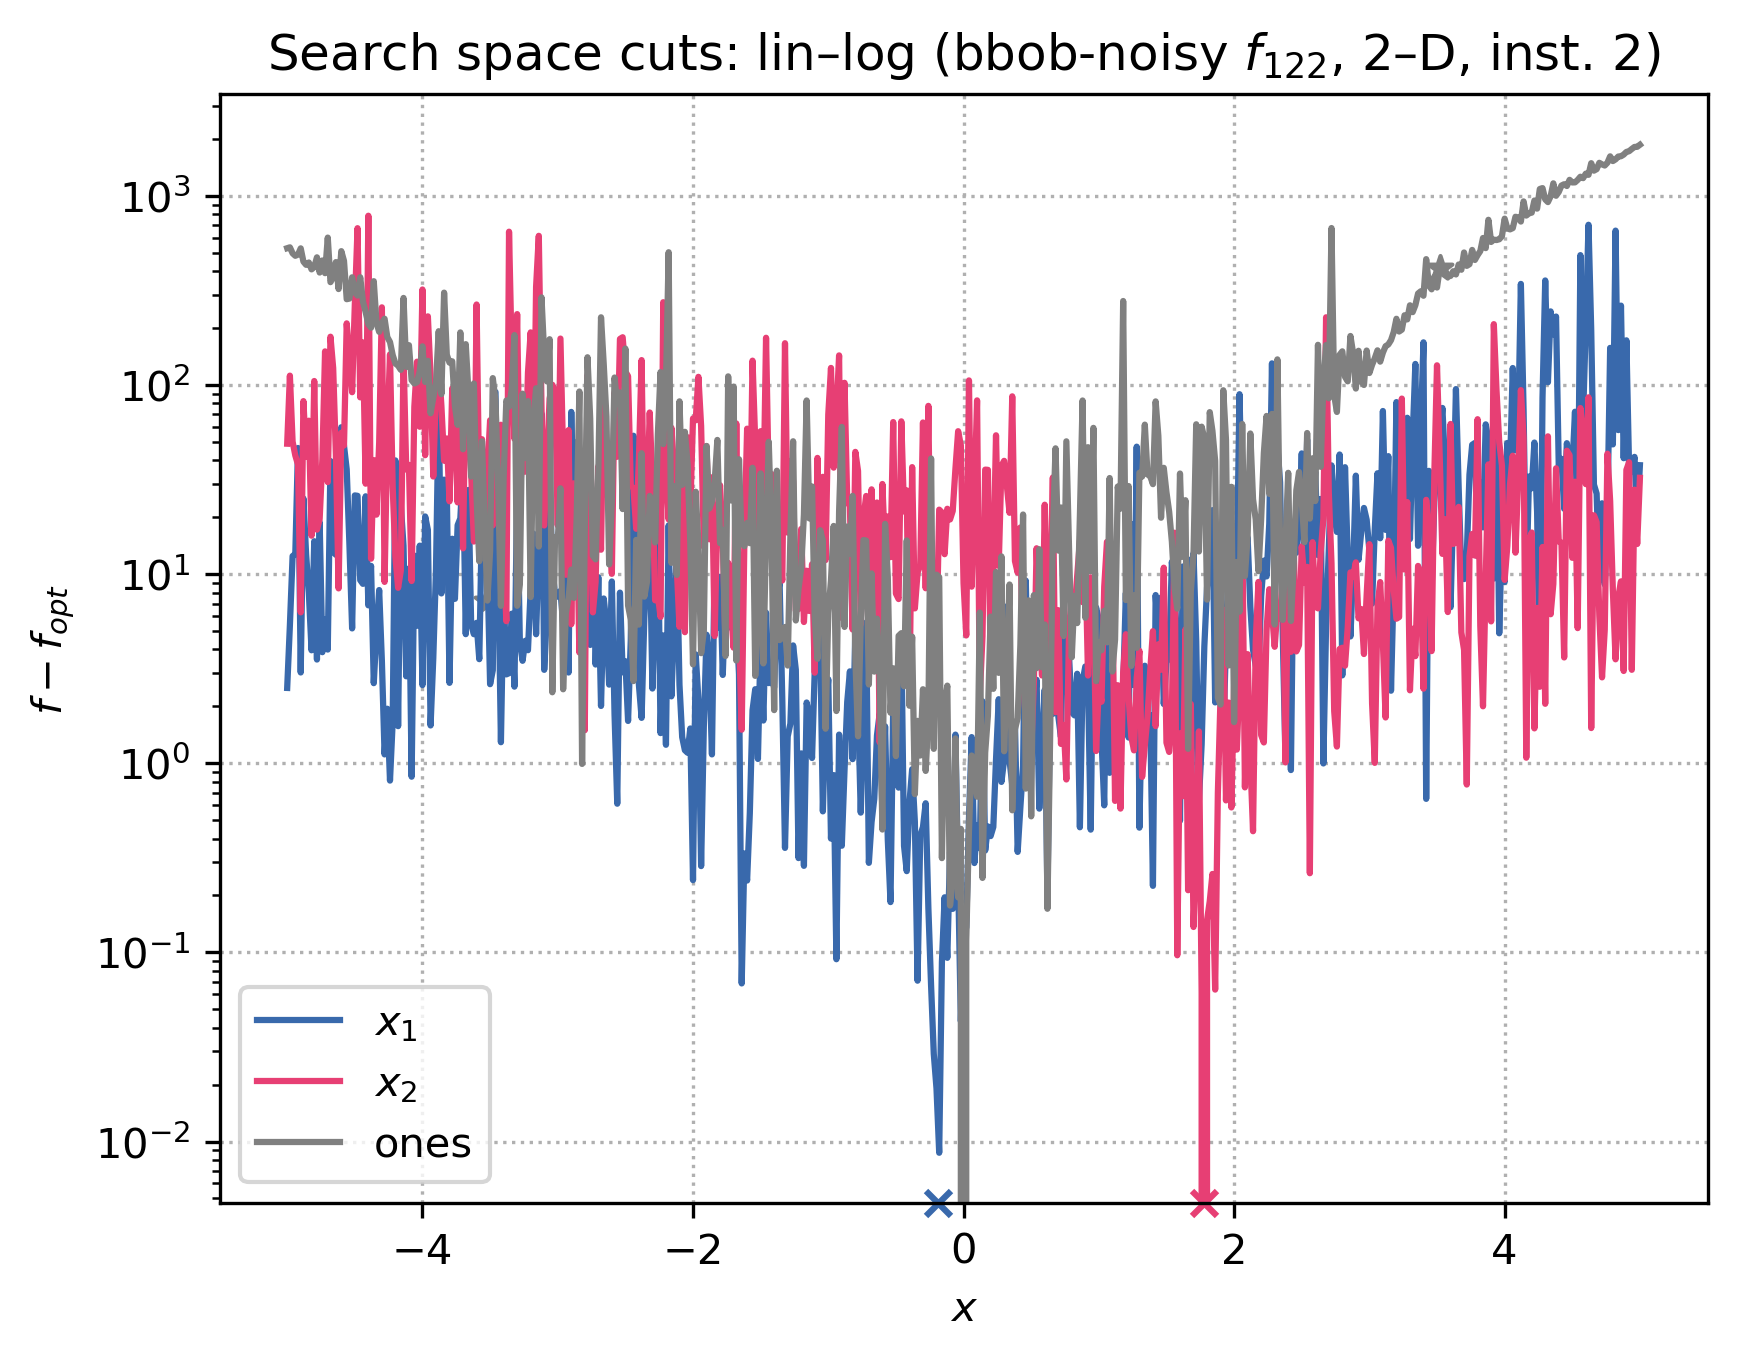 Search space cuts: lin–log (bbob-noisy f₁₂₂, 2–D, inst. 2)
f − f_opt
10³
10²
10¹
10⁰
10⁻¹
10⁻²
x₁
x₂
ones
−4 −2 0 2 4
x